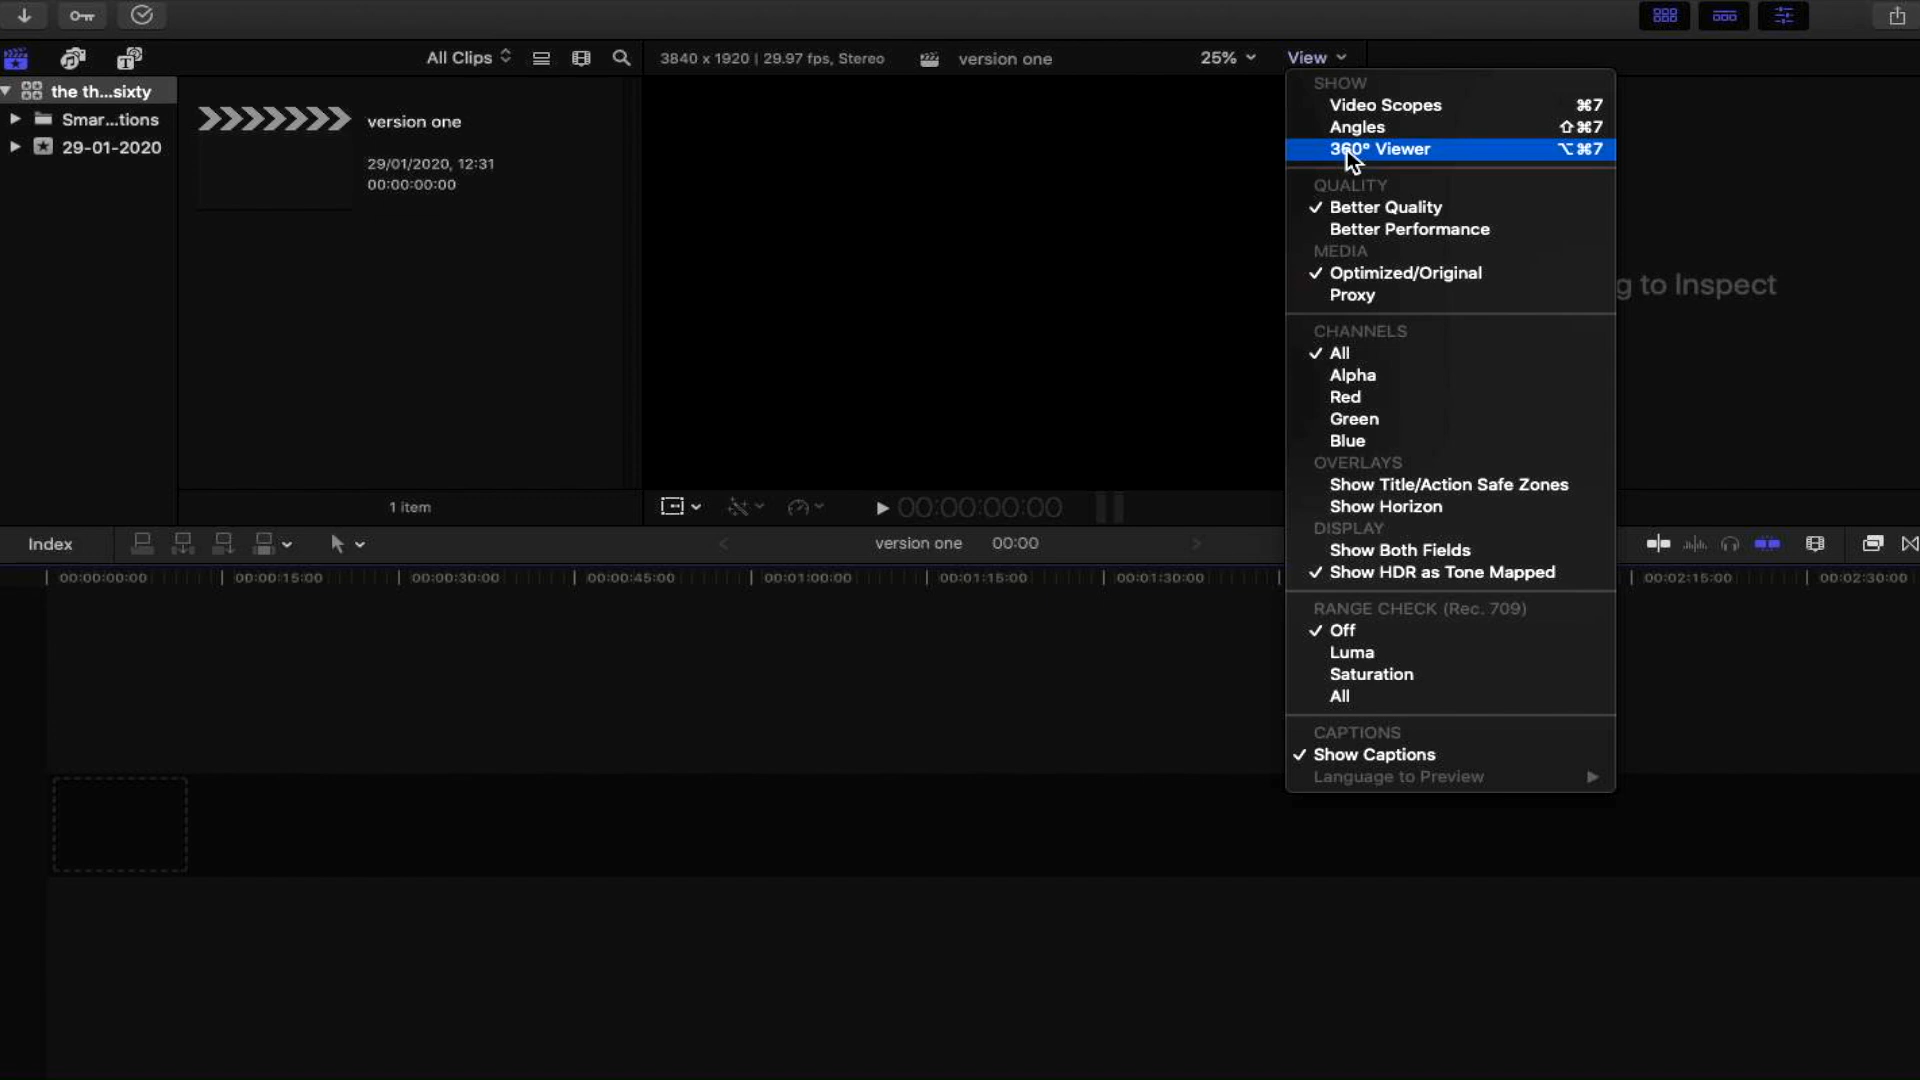 All Clips
3840 x 1920 | 29.97 fps, Stereo
version one
25%
View
the th...sixty
Smar...tions
29-01-2020
version one
29/01/2020, 12:31
00:00:00:00
1 item
SHOW
Video Scopes ⌘7
Angles ⇧⌘7
360° Viewer ⌥⌘7
QUALITY
✓ Better Quality
Better Performance
MEDIA
✓ Optimized/Original
Proxy
CHANNELS
✓ All
Alpha
Red
Green
Blue
OVERLAYS
Show Title/Action Safe Zones
Show Horizon
DISPLAY
Show Both Fields
✓ Show HDR as Tone Mapped
RANGE CHECK (Rec. 709)
✓ Off
Luma
Saturation
All
CAPTIONS
✓ Show Captions
Language to Preview
g to Inspect
00:00:00:00
Index
version one 00:00
00:00:00:00 00:00:15:00 00:00:30:00 00:00:45:00 00:01:00:00 00:01:15:00 00:01:30:00 00:02:15:00 00:02:30:00